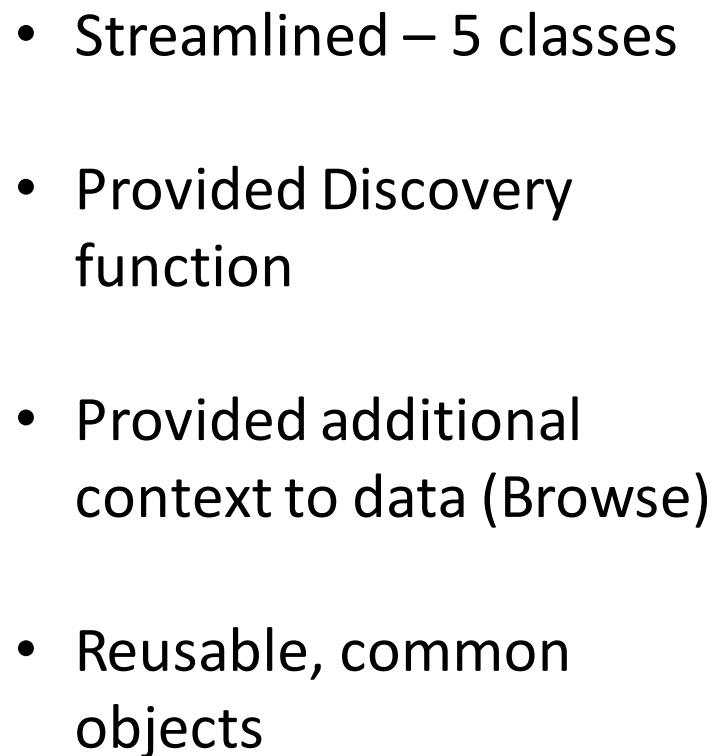 • Streamlined – 5 classes
• Provided Discovery
function
• Provided additional
context to data (Browse)
• Reusable, common
objects